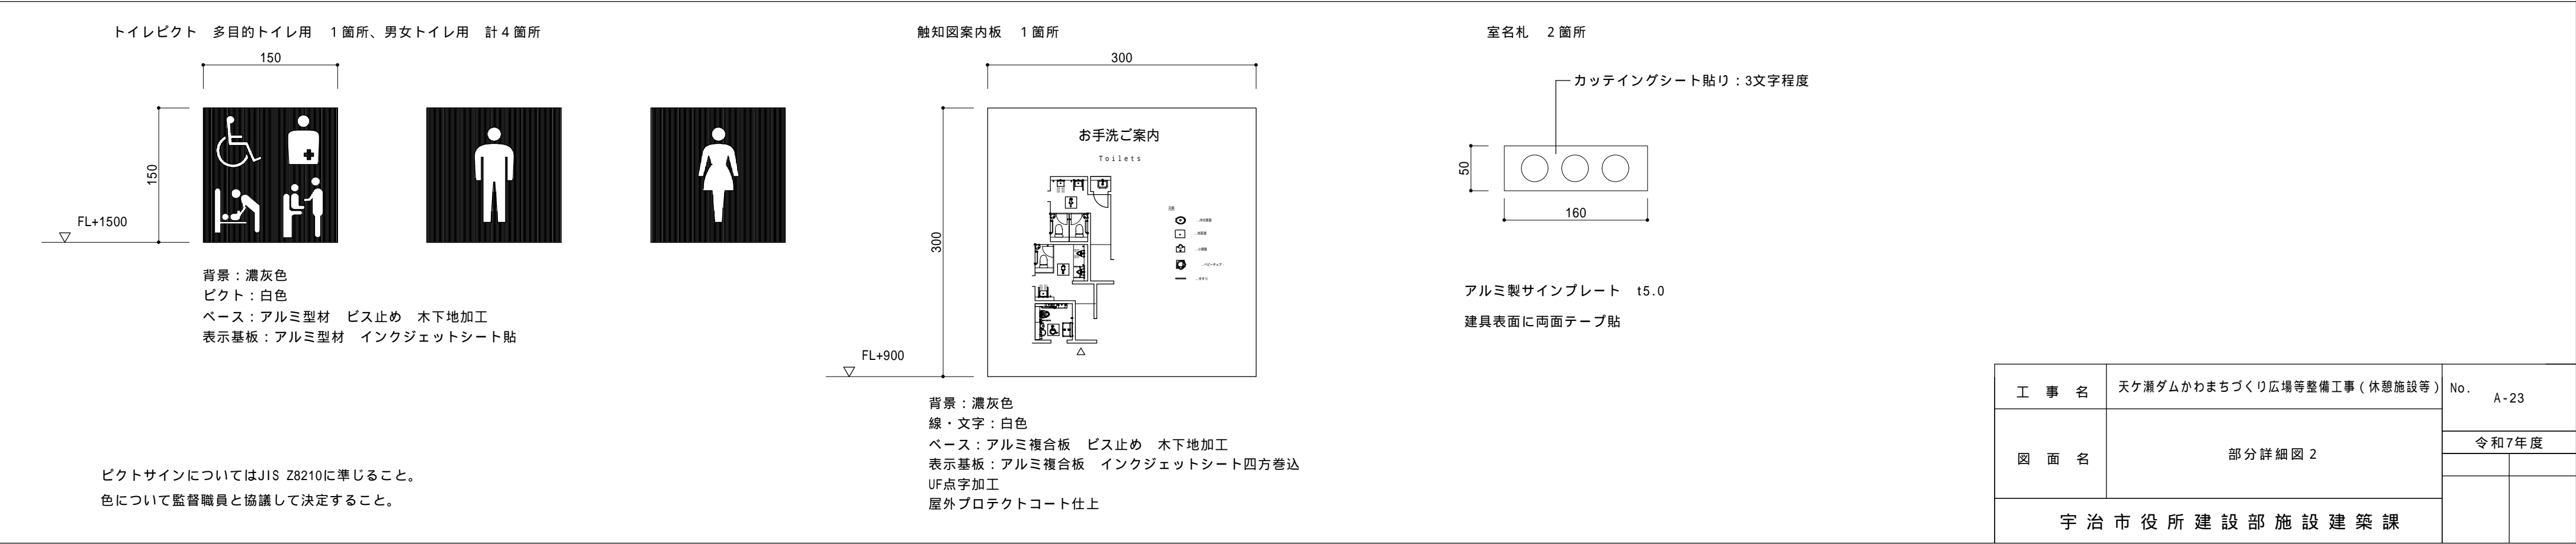 トイレピクト　多目的トイレ用　１箇所、男女トイレ用　計４箇所
150
150
FL+1500
背景：濃灰色
ピクト：白色
ベース：アルミ型材　ビス止め　木下地加工
表示基板：アルミ型材　インクジェットシート貼
ピクトサインについてはJIS Z8210に準じること。
色について監督職員と協議して決定すること。
触知図案内板　１箇所
300
300
FL+900
お手洗ご案内
Toilets
背景：濃灰色
線・文字：白色
ベース：アルミ複合板　ビス止め　木下地加工
表示基板：アルミ複合板　インクジェットシート四方巻込
UF点字加工
屋外プロテクトコート仕上
室名札　２箇所
カッテイングシート貼り：3文字程度
50
160
アルミ製サインプレート　t5.0
建具表面に両面テープ貼
工　事　名
天ケ瀬ダムかわまちづくり広場等整備工事（休憩施設等）
No.
A-23
令和7年度
図　面　名
部分詳細図２
宇治市役所建設部施設建築課